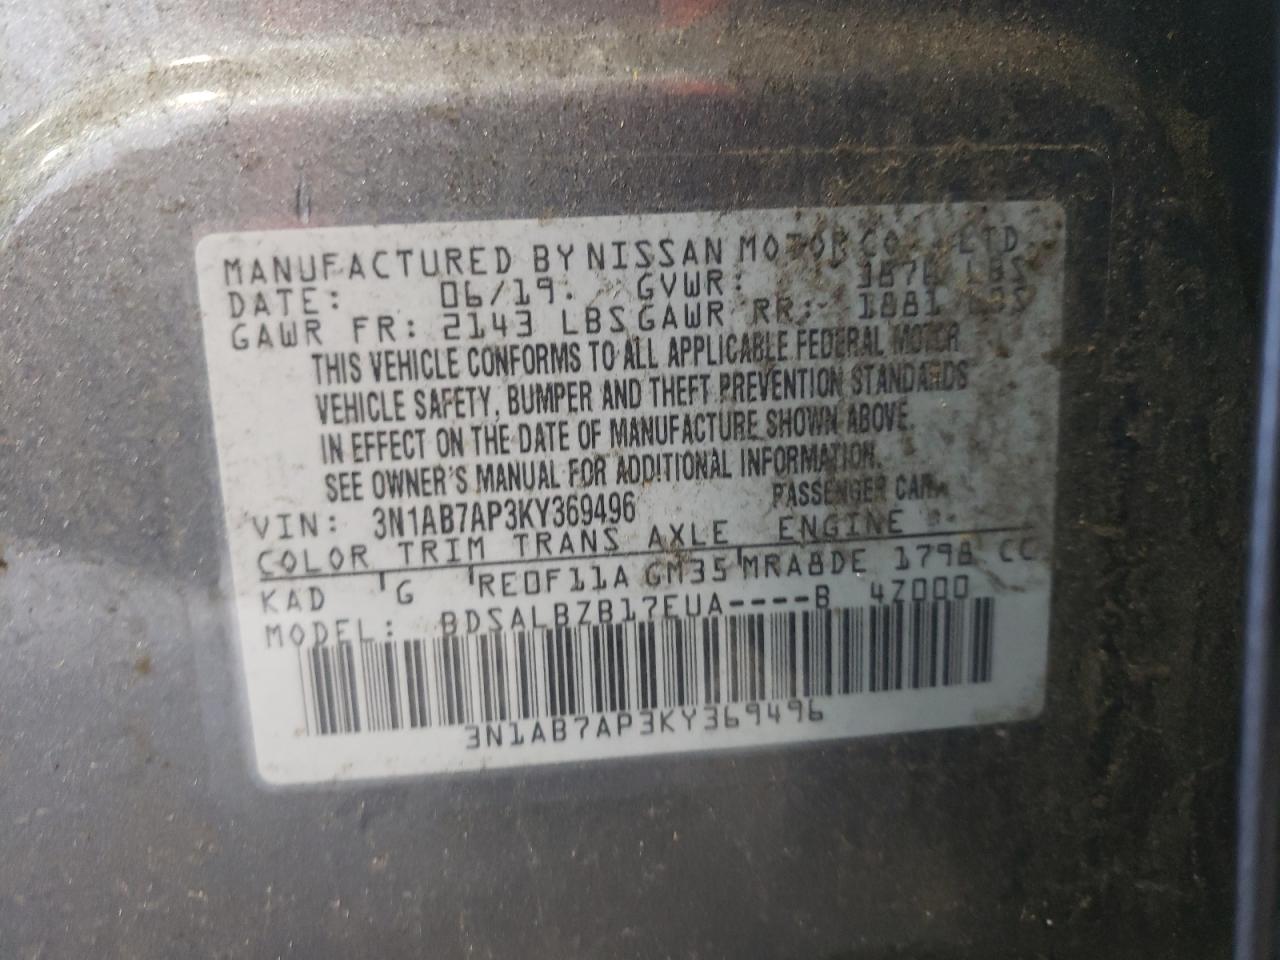 MANUFACTURED BY NISSAN MOTOR CO., LTD
DATE: 06/19. GVWR: LBS
GAWR FR: 2143 LBS GAWR RR: 1881 LBS
THIS VEHICLE CONFORMS TO ALL APPLICABLE FEDERAL MOTOR
VEHICLE SAFETY, BUMPER AND THEFT PREVENTION STANDARDS
IN EFFECT ON THE DATE OF MANUFACTURE SHOWN ABOVE.
SEE OWNER'S MANUAL FOR ADDITIONAL INFORMATION.
VIN: 3N1AB7AP3KY369496 PASSENGER CAR
COLOR TRIM TRANS AXLE ENGINE
KAD G RE0F11A GM35 MRA8DE 1798 CC
MODEL: BDSALBZB17EUA----B 4Z000
3N1AB7AP3KY369496